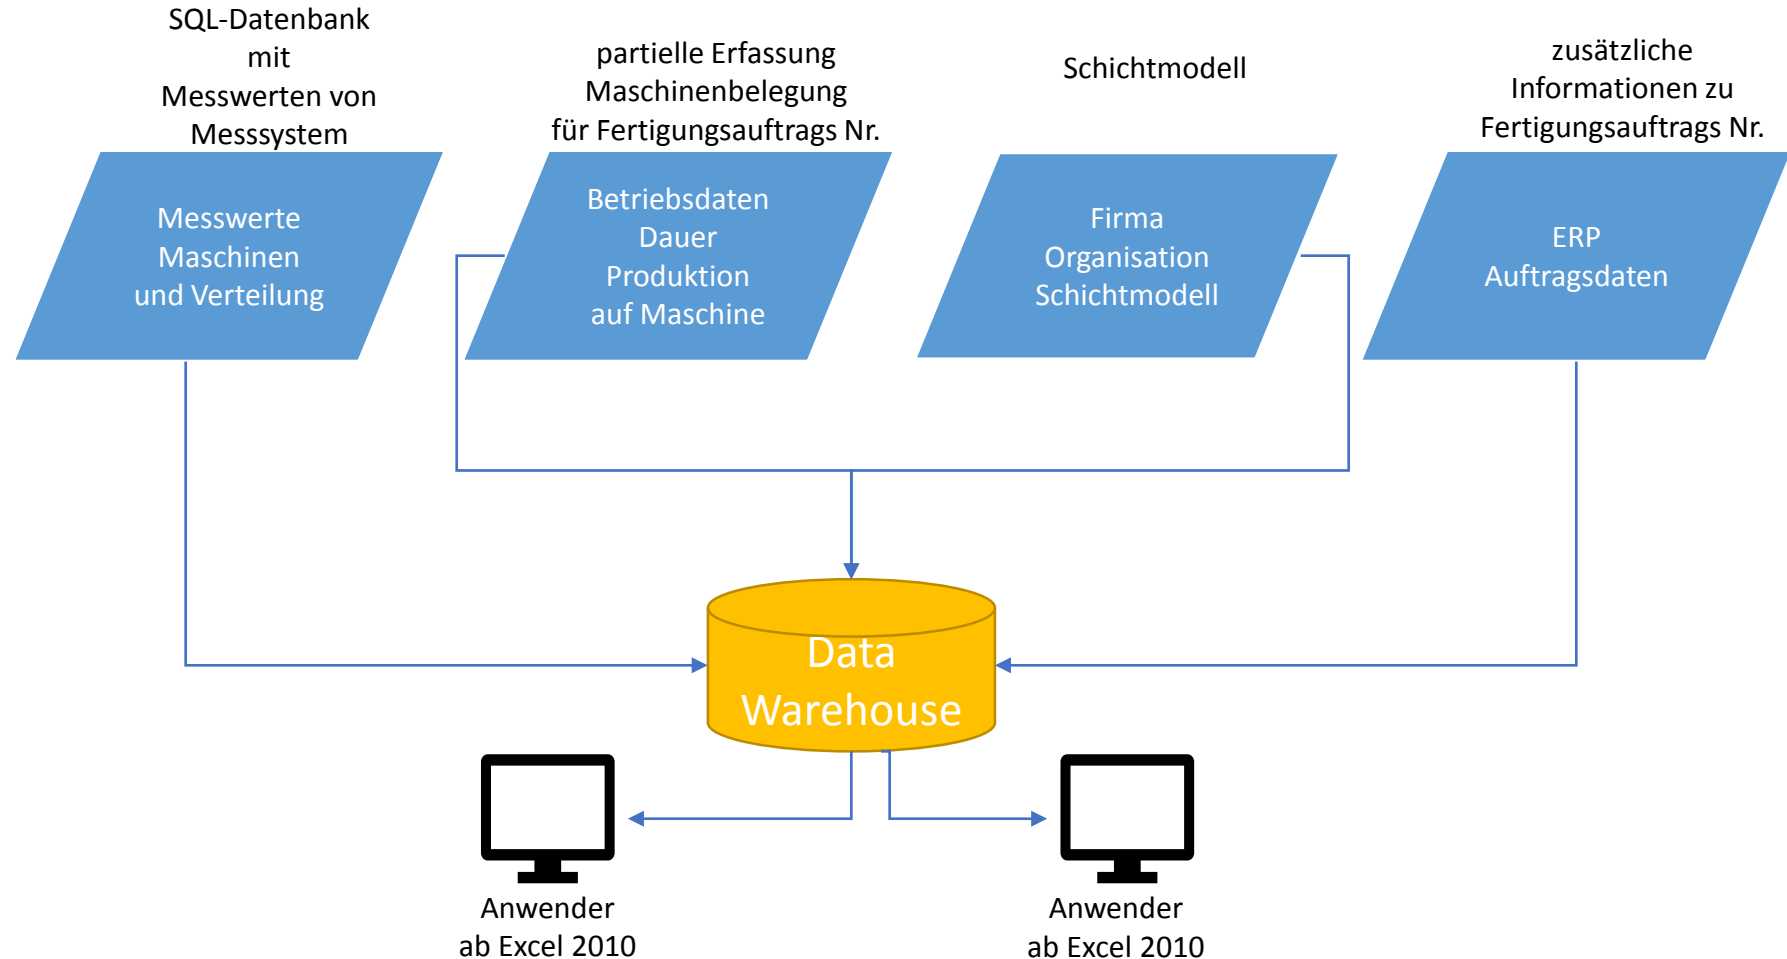 SQL-Datenbank
mit
Messwerten von
Messsystem
partielle Erfassung
Maschinenbelegung
für Fertigungsauftrags Nr.
Schichtmodell
zusätzliche
Informationen zu
Fertigungsauftrags Nr.
Messwerte
Maschinen
und Verteilung
Betriebsdaten
Dauer
Produktion
auf Maschine
Firma
Organisation
Schichtmodell
ERP
Auftragsdaten
Data
Warehouse
Anwender
ab Excel 2010
Anwender
ab Excel 2010